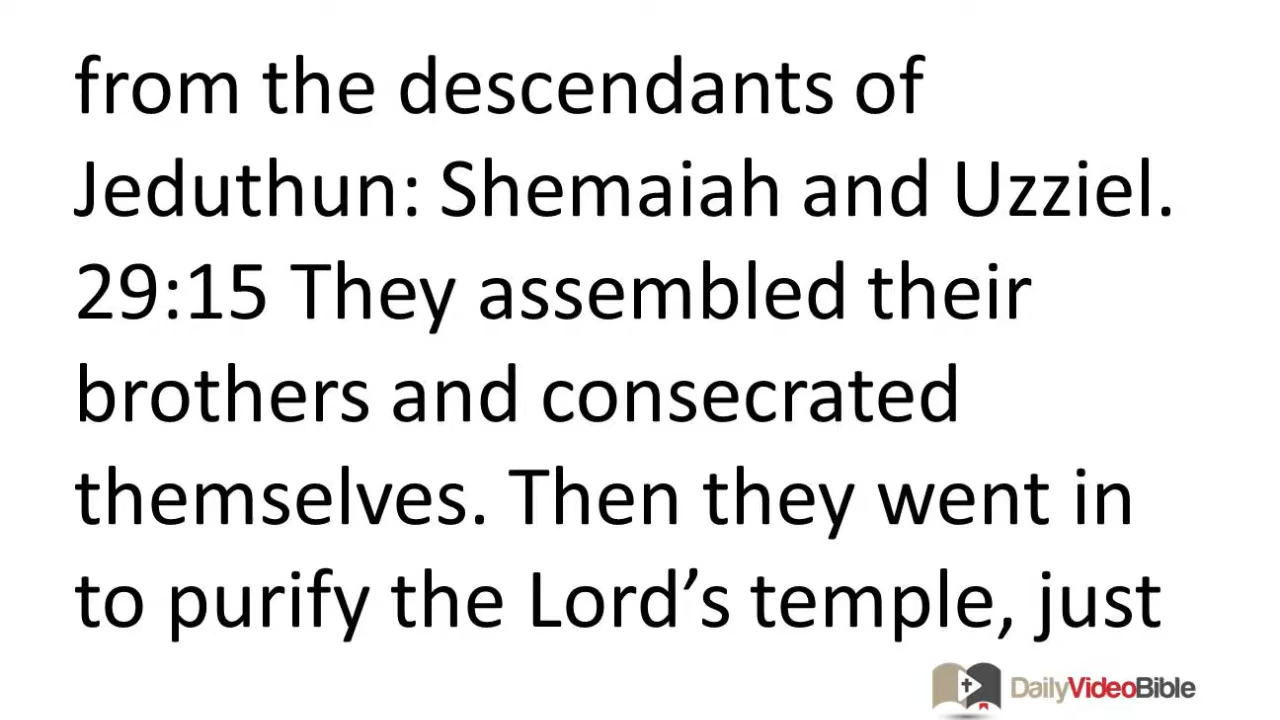 from the descendants of
Jeduthun: Shemaiah and Uzziel.
29:15 They assembled their
brothers and consecrated
themselves. Then they went in
to purify the Lord’s temple, just
DailyVideoBible